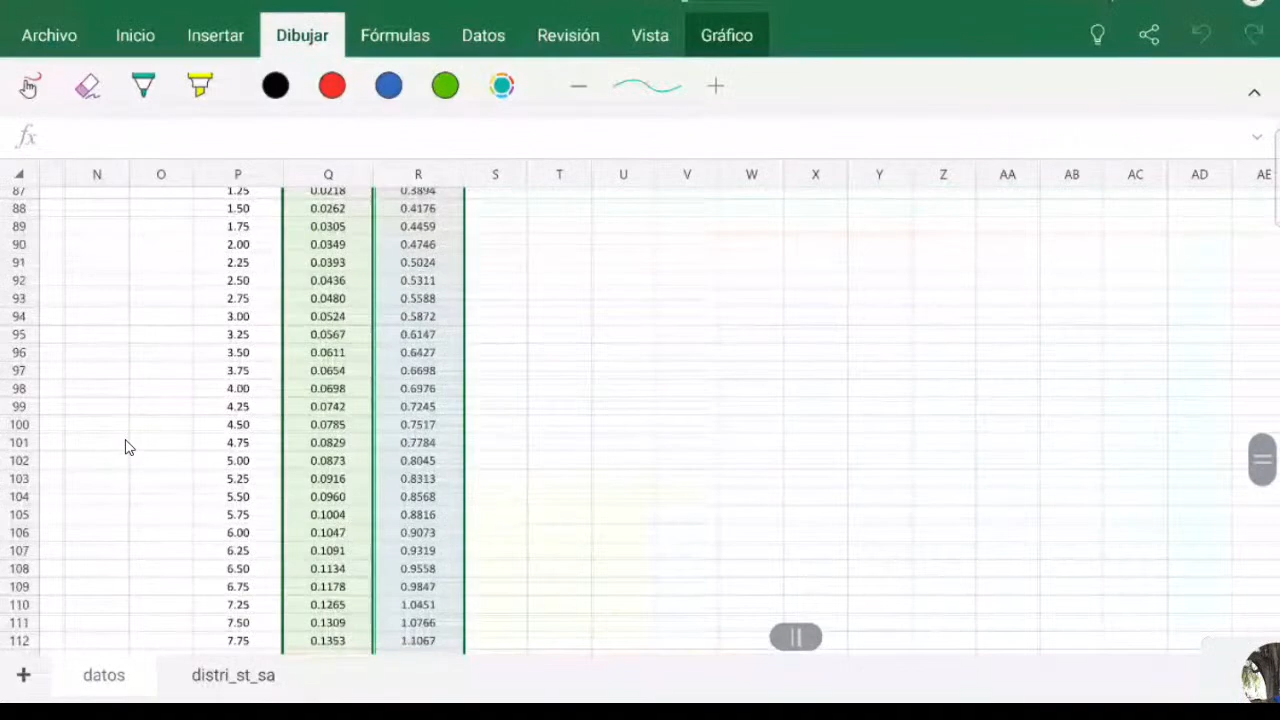 Archivo Inicio Insertar Dibujar Fórmulas Datos Revisión Vista Gráfico
fx
N O P Q R S T U V W X Y Z AA AB AC AD AE
87 1.25 0.0218 0.3894
88 1.50 0.0262 0.4176
89 1.75 0.0305 0.4459
90 2.00 0.0349 0.4746
91 2.25 0.0393 0.5024
92 2.50 0.0436 0.5311
93 2.75 0.0480 0.5588
94 3.00 0.0524 0.5872
95 3.25 0.0567 0.6147
96 3.50 0.0611 0.6427
97 3.75 0.0654 0.6698
98 4.00 0.0698 0.6976
99 4.25 0.0742 0.7245
100 4.50 0.0785 0.7517
101 4.75 0.0829 0.7784
102 5.00 0.0873 0.8045
103 5.25 0.0916 0.8313
104 5.50 0.0960 0.8568
105 5.75 0.1004 0.8816
106 6.00 0.1047 0.9073
107 6.25 0.1091 0.9319
108 6.50 0.1134 0.9558
109 6.75 0.1178 0.9847
110 7.25 0.1265 1.0451
111 7.50 0.1309 1.0766
112 7.75 0.1353 1.1067
+ datos distri_st_sa